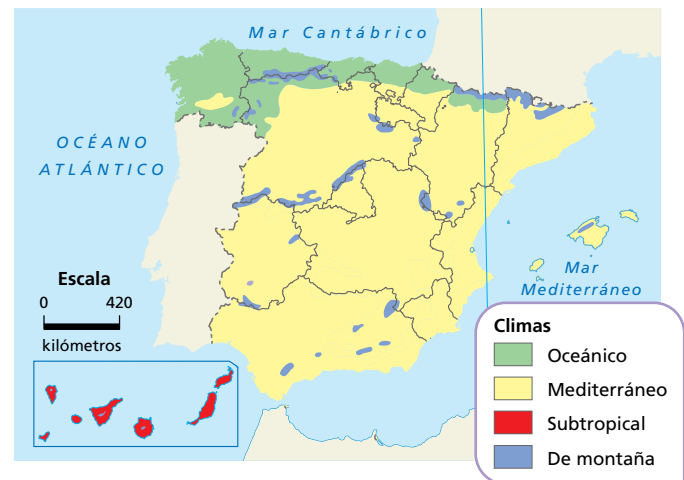 Mar Cantábrico
OCÉANO
ATLÁNTICO
Mar
Mediterráneo
Escala
0 420
kilómetros
Climas
Oceánico
Mediterráneo
Subtropical
De montaña